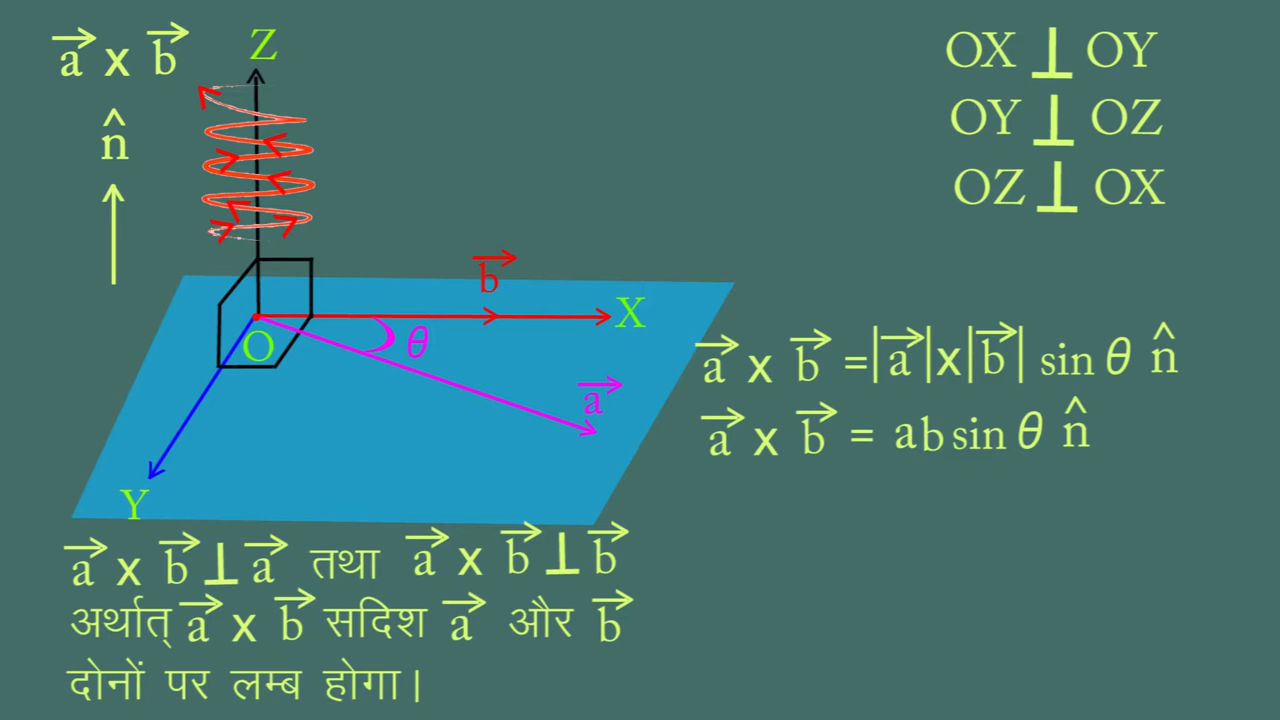 a⃗ x b⃗
n̂
Z
OX ⊥ OY
OY ⊥ OZ
OZ ⊥ OX
b⃗
X
O
θ
a⃗
Y
a⃗ x b⃗ = |a⃗|x|b⃗| sin θ n̂
a⃗ x b⃗ = ab sin θ n̂
a⃗ x b⃗ ⊥ a⃗ तथा a⃗ x b⃗ ⊥ b⃗
अर्थात् a⃗ x b⃗ सदिश a⃗ और b⃗
दोनों पर लम्ब होगा।